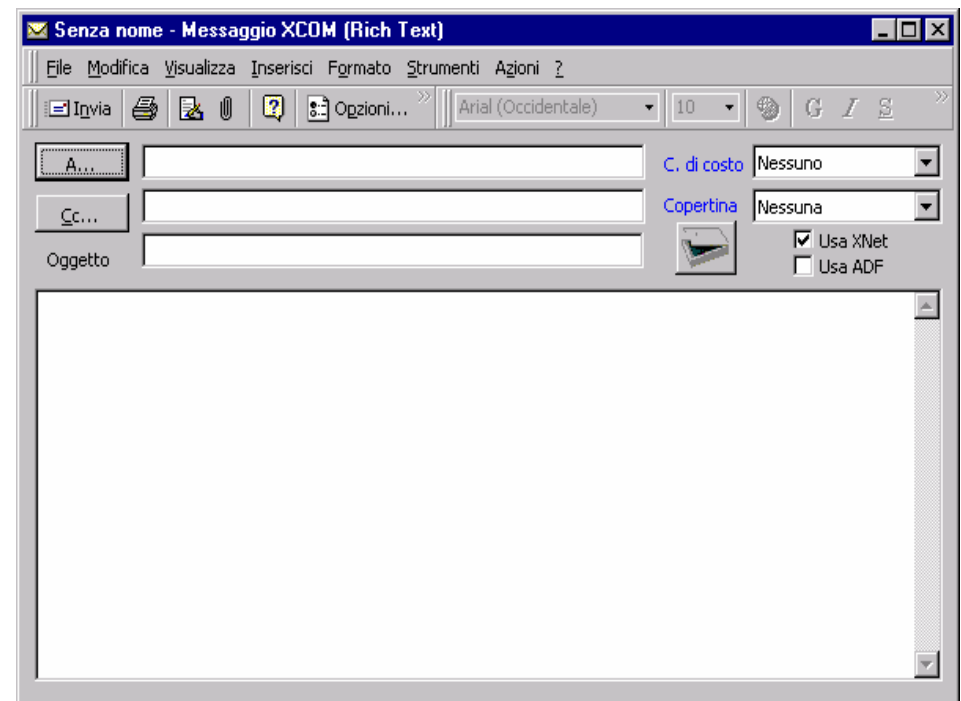 Senza nome - Messaggio XCOM (Rich Text)
File Modifica Visualizza Inserisci Formato Strumenti Azioni ?
Invia Opzioni... » Arial (Occidentale) 10 G I S »
A... C. di costo Nessuno
Cc... Copertina Nessuna
Usa XNet
Oggetto Usa ADF